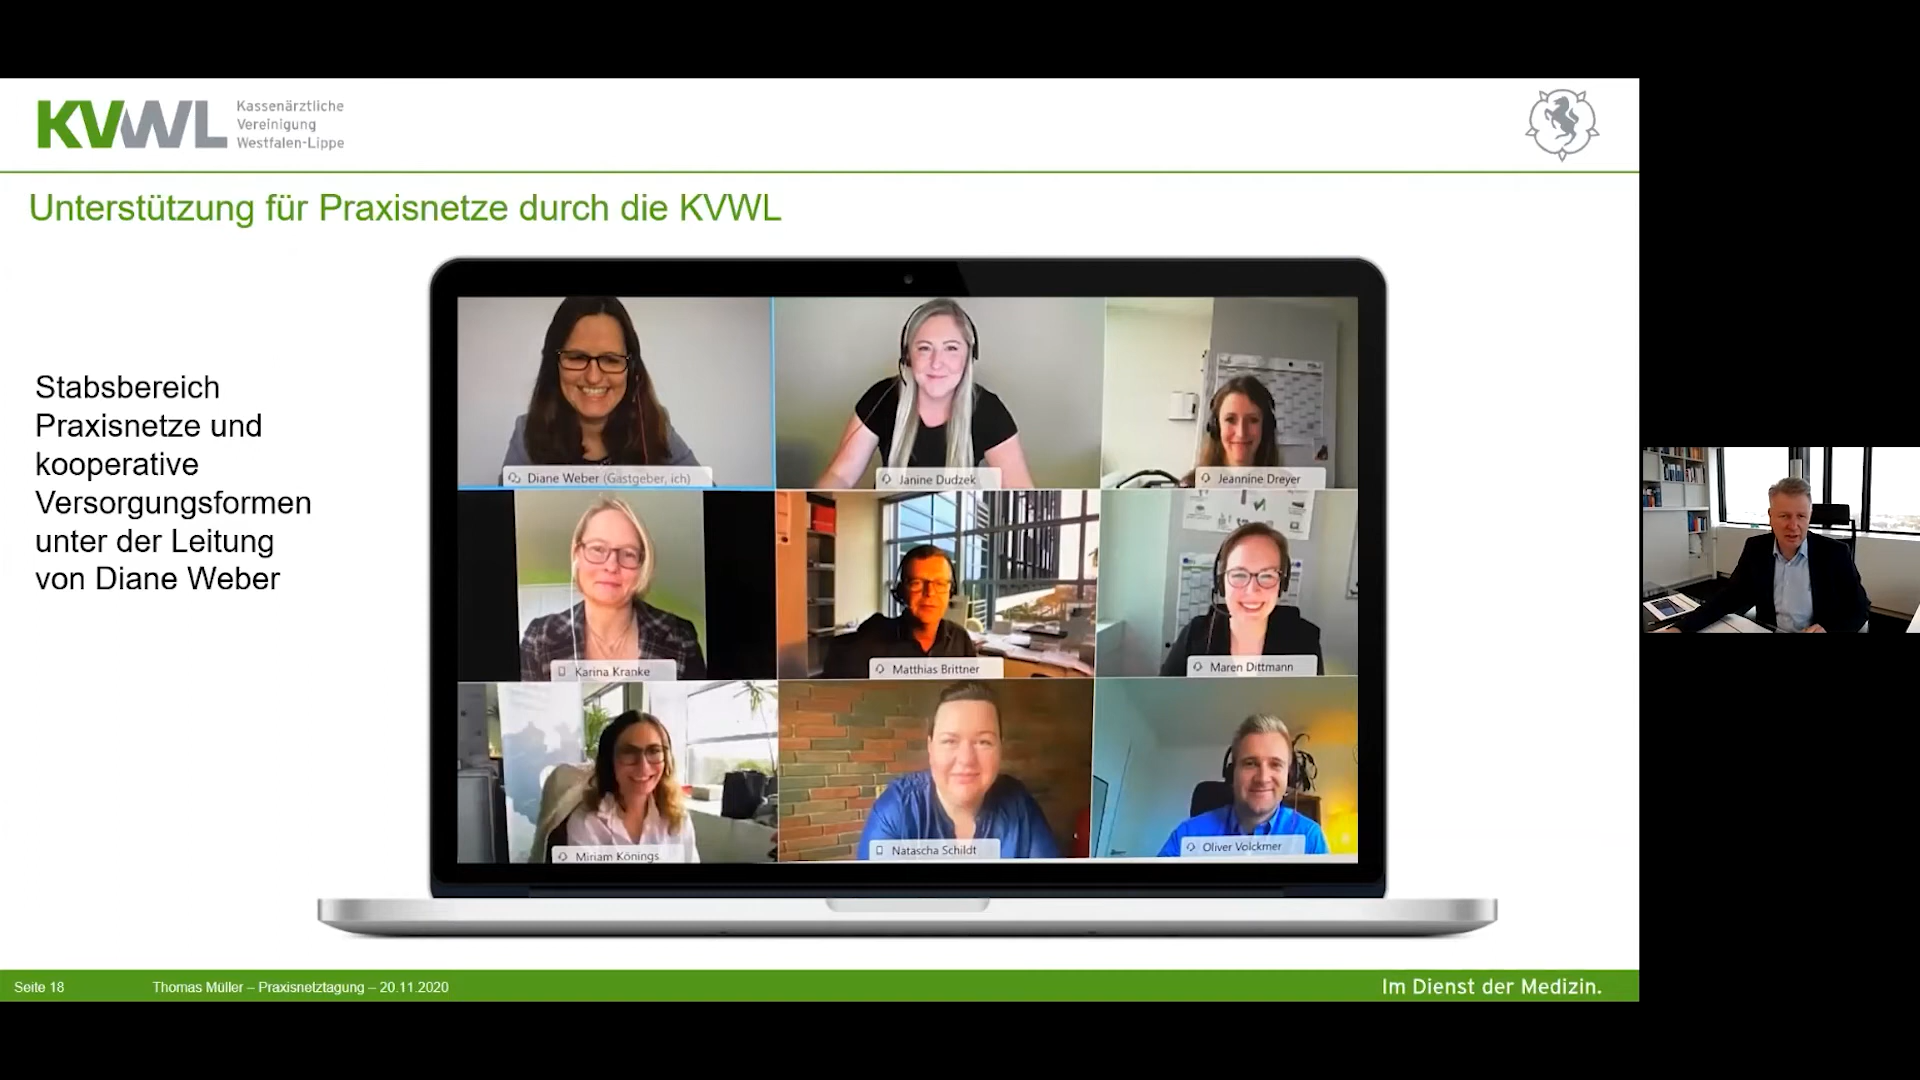 KVWL
Kassenärztliche
Vereinigung
Westfalen-Lippe
Unterstützung für Praxisnetze durch die KVWL
Stabsbereich
Praxisnetze und
kooperative
Versorgungsformen
unter der Leitung
von Diane Weber
Diane Weber (Gastgeber, ich)
Janine Dudzek
Jeannine Dreyer
Karina Kranke
Matthias Brittner
Maren Dittmann
Miriam Könings
Natascha Schildt
Oliver Volckmer
Seite 18
Thomas Müller – Praxisnetztagung – 20.11.2020
Im Dienst der Medizin.